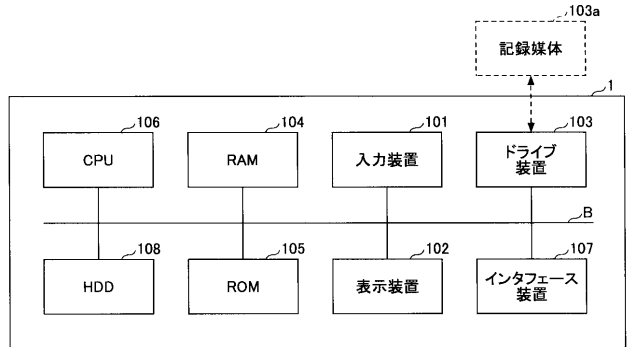 103a
記録媒体
1
106
CPU
104
RAM
101
入力装置
103
ドライブ
装置
B
108
HDD
105
ROM
102
表示装置
107
インタフェース
装置